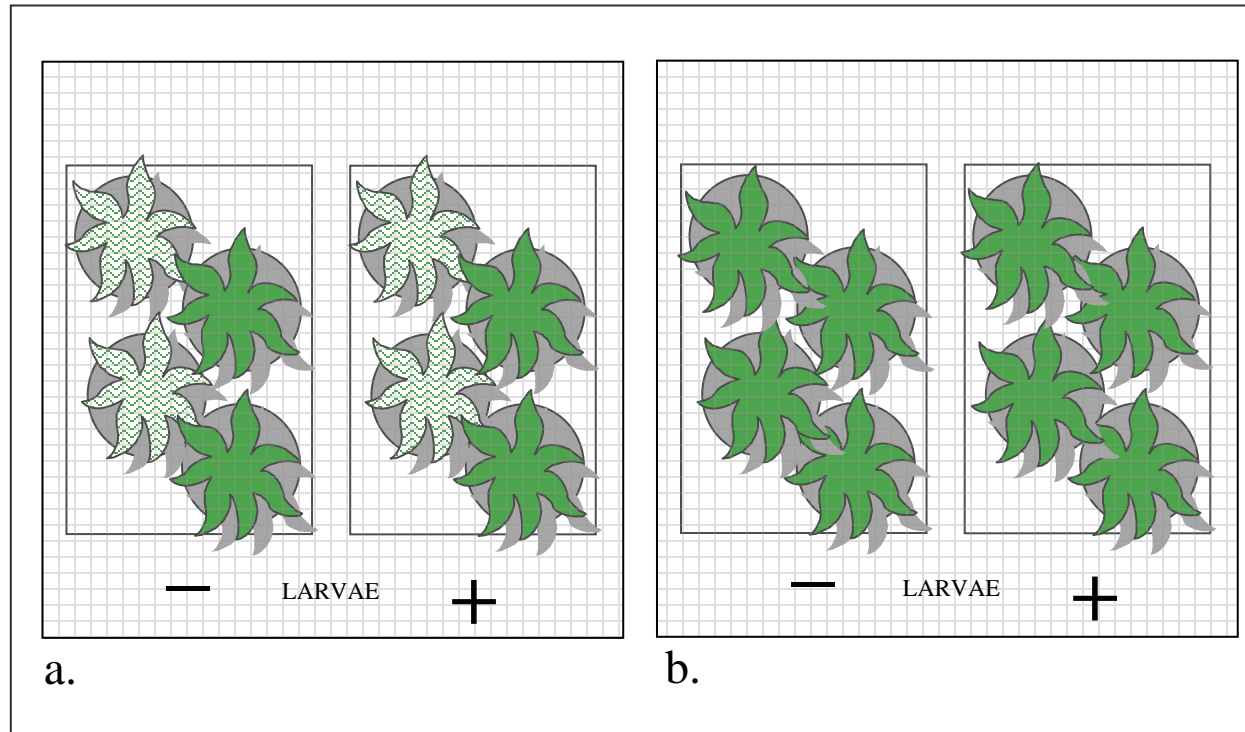 − LARVAE +
− LARVAE +
a.
b.